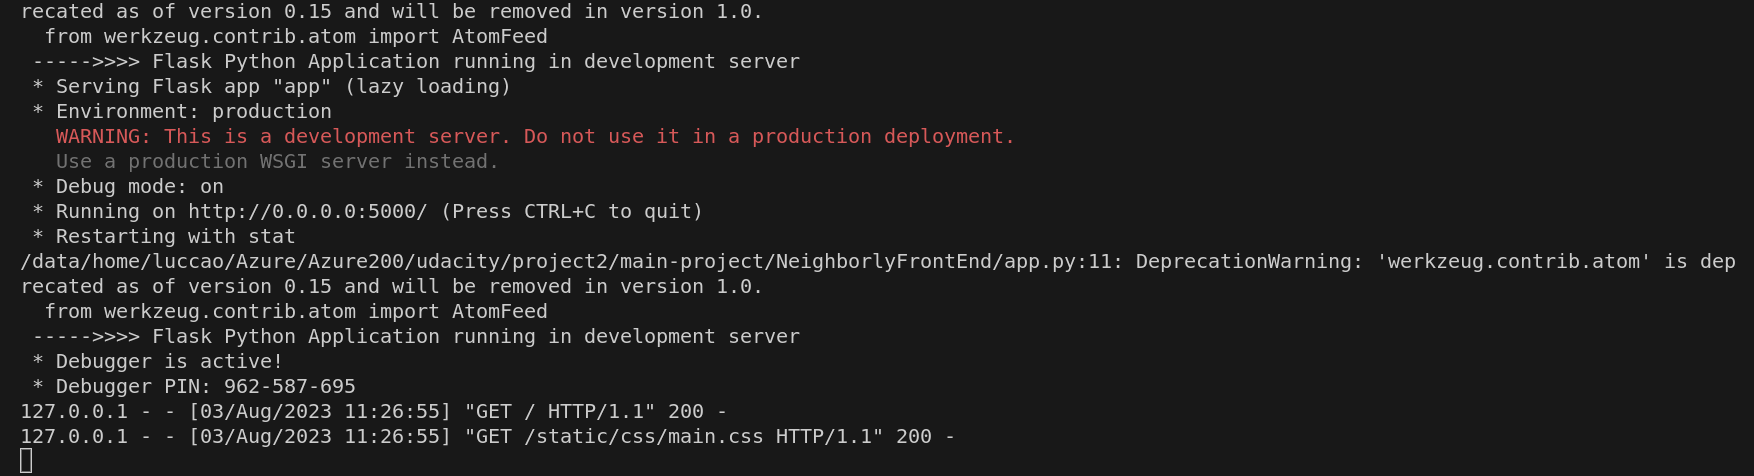 recated as of version 0.15 and will be removed in version 1.0.
  from werkzeug.contrib.atom import AtomFeed
 ----->>>> Flask Python Application running in development server
 * Serving Flask app "app" (lazy loading)
 * Environment: production
   WARNING: This is a development server. Do not use it in a production deployment.
   Use a production WSGI server instead.
 * Debug mode: on
 * Running on http://0.0.0.0:5000/ (Press CTRL+C to quit)
 * Restarting with stat
/data/home/luccao/Azure/Azure200/udacity/project2/main-project/NeighborlyFrontEnd/app.py:11: DeprecationWarning: 'werkzeug.contrib.atom' is dep
recated as of version 0.15 and will be removed in version 1.0.
  from werkzeug.contrib.atom import AtomFeed
 ----->>>> Flask Python Application running in development server
 * Debugger is active!
 * Debugger PIN: 962-587-695
127.0.0.1 - - [03/Aug/2023 11:26:55] "GET / HTTP/1.1" 200 -
127.0.0.1 - - [03/Aug/2023 11:26:55] "GET /static/css/main.css HTTP/1.1" 200 -